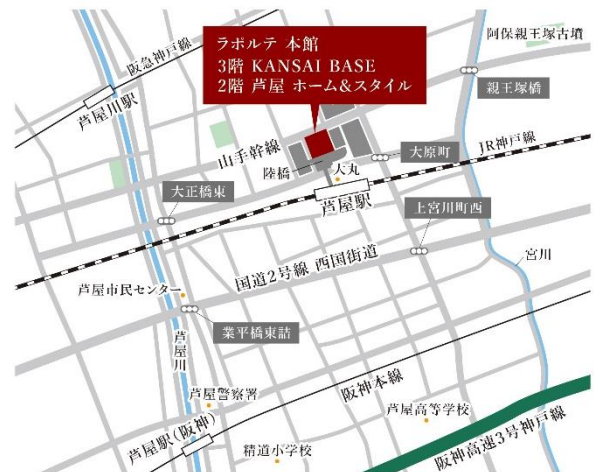 ラポルテ 本館
3階 KANSAI BASE
2階 芦屋 ホーム&スタイル
阿保親王塚古墳
阪急神戸線
芦屋川駅
親王塚橋
山手幹線
JR神戸線
大原町
陸橋
大丸
芦屋駅
大正橋東
上宮川町西
国道2号線 西国街道
宮川
芦屋市民センター
業平橋東詰
芦屋川
阪神本線
芦屋警察署
芦屋高等学校
芦屋駅(阪神)
精道小学校
阪神高速3号神戸線